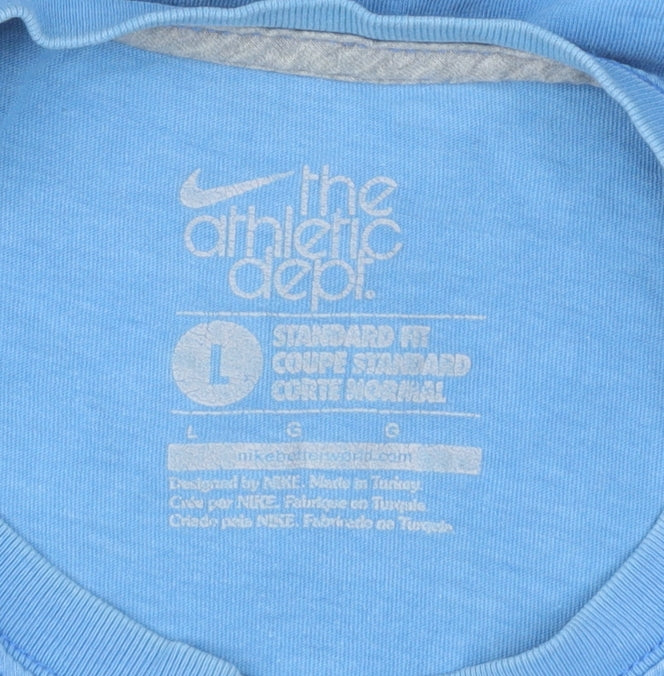 the
athletic
dept.
L
STANDARD FIT
COUPE STANDARD
CORTE NORMAL
L G G
nikebetterworld.com
Designed by NIKE. Made in Turkey.
Créé par NIKE. Fabriqué en Turquie.
Criado pela NIKE. Fabricado na Turquia.